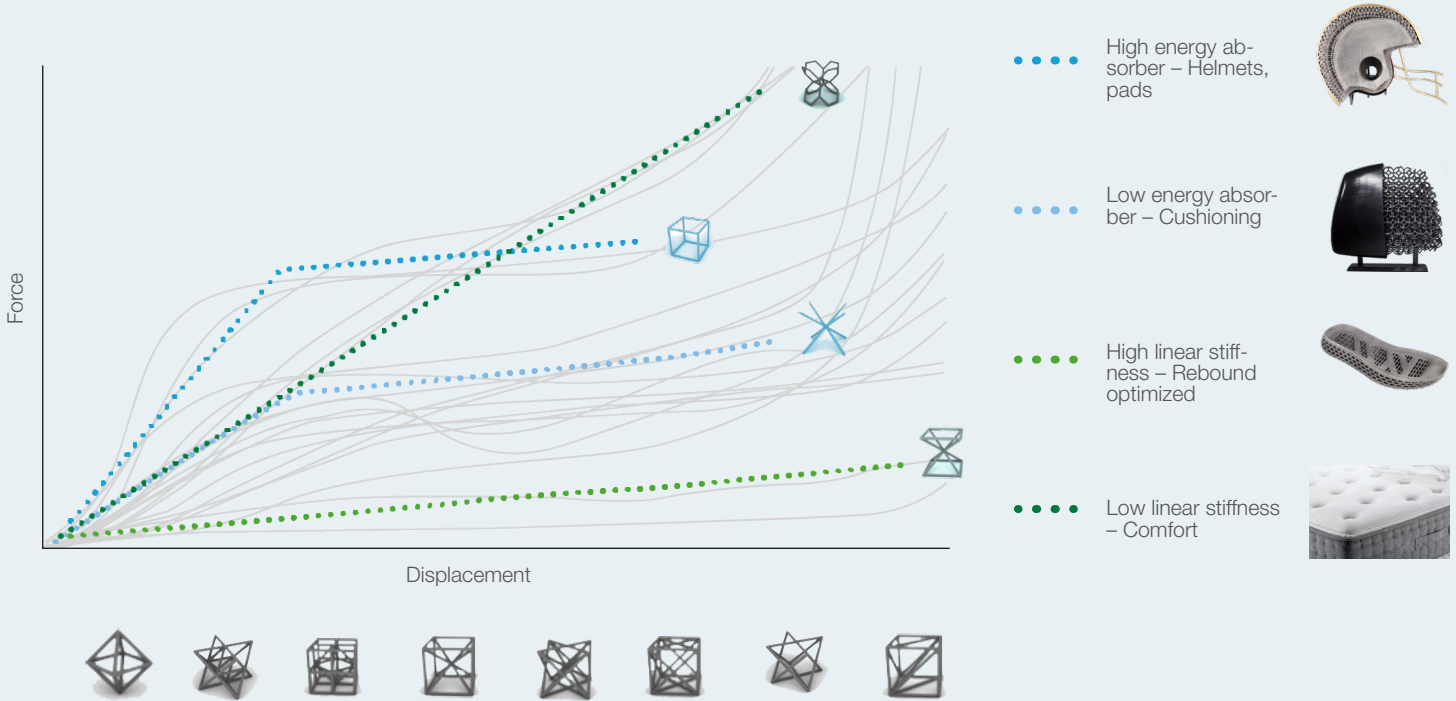 High energy ab-
sorber – Helmets,
pads
Low energy absor-
ber – Cushioning
Force
High linear stiff-
ness – Rebound
optimized
Low linear stiffness
– Comfort
Displacement